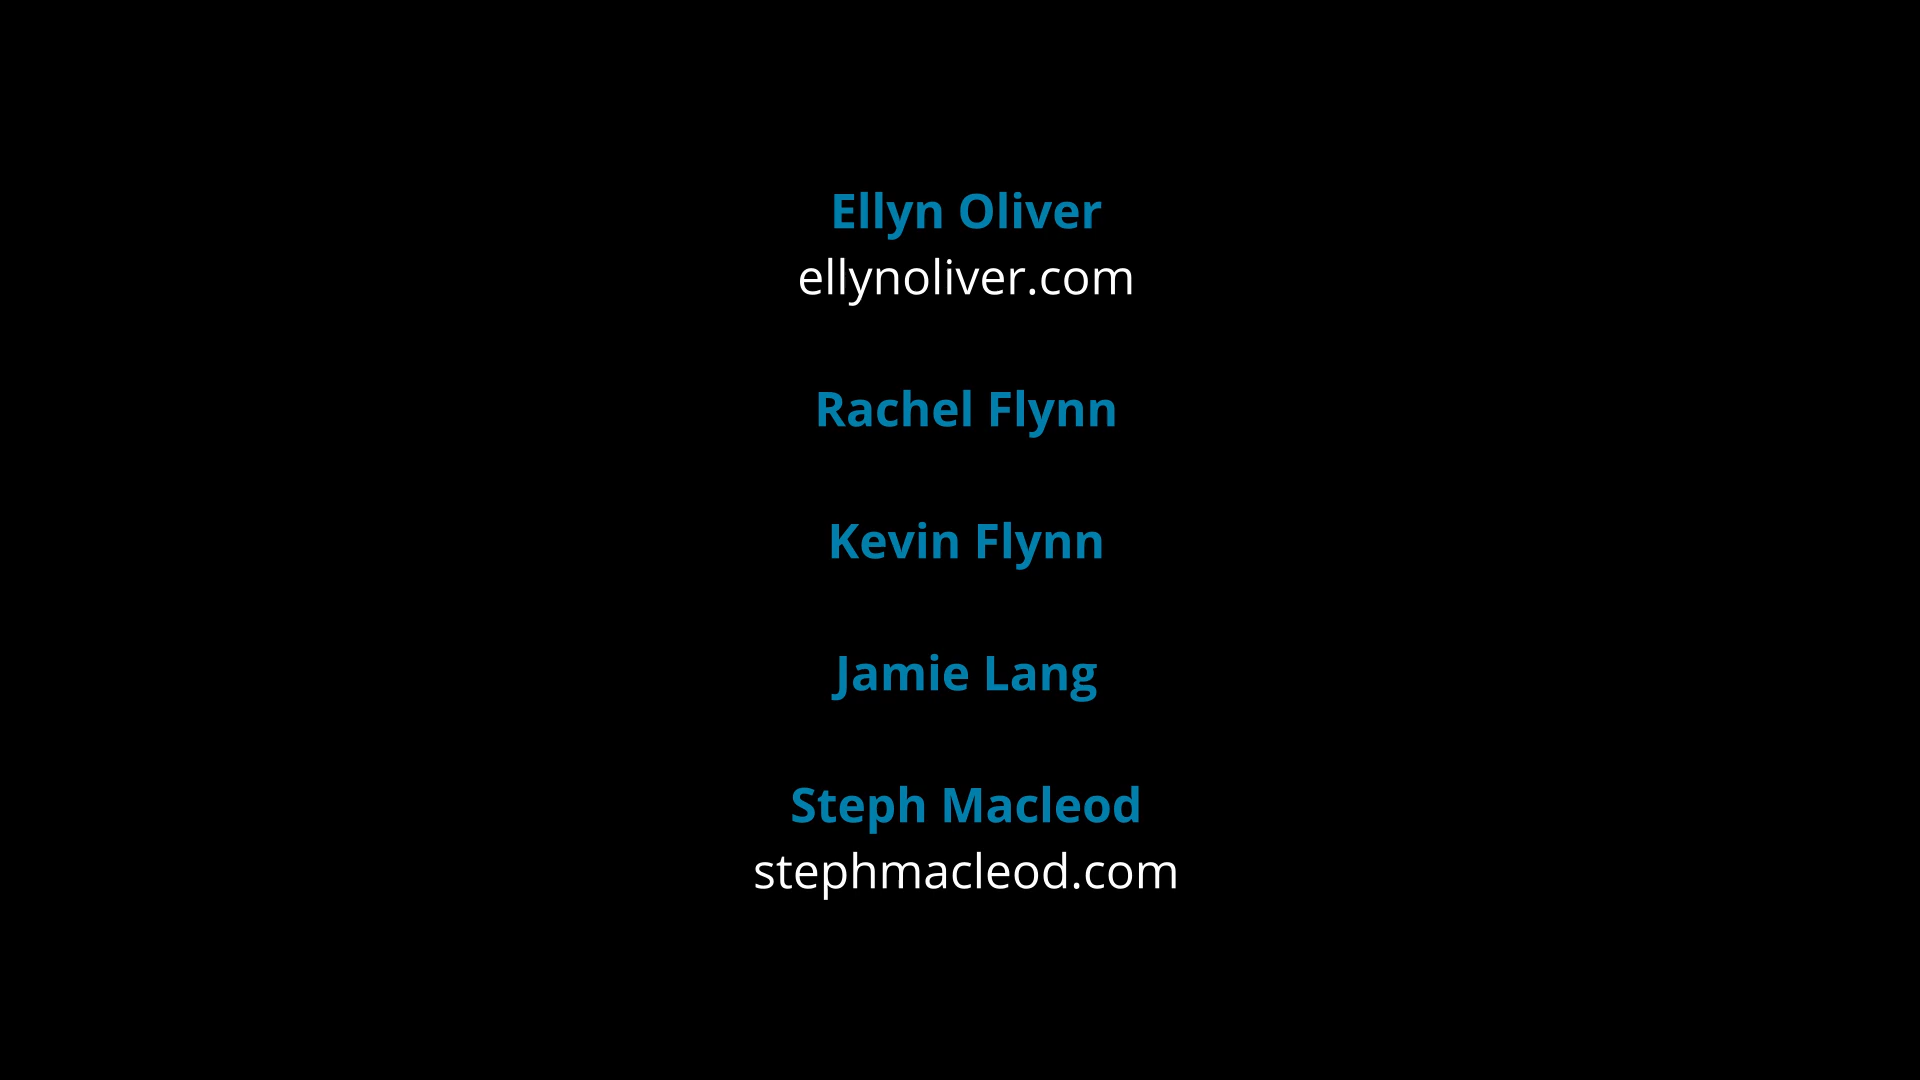 Ellyn Oliver
ellynoliver.com
Rachel Flynn
Kevin Flynn
Jamie Lang
Steph Macleod
stephmacleod.com